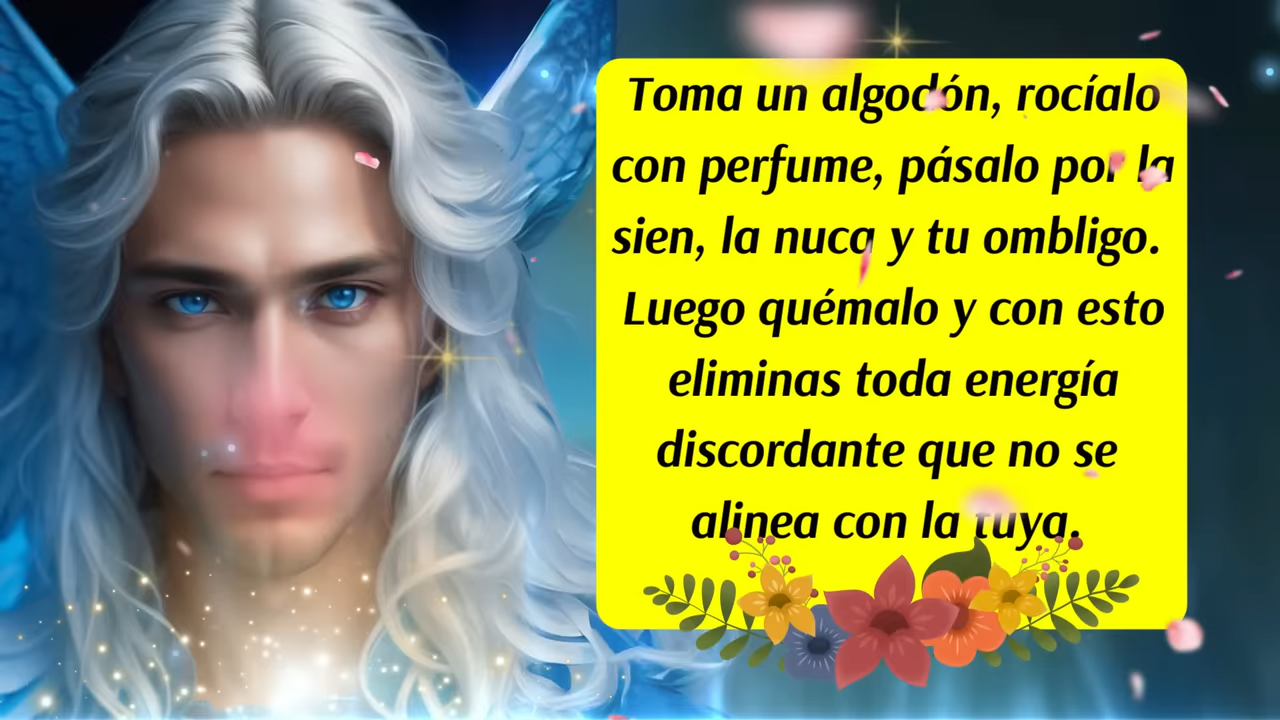 Toma un algodón, rocíalo
con perfume, pásalo por la
sien, la nuca y tu ombligo.
Luego quémalo y con esto
eliminas toda energía
discordante que no se
alinea con la tuya.